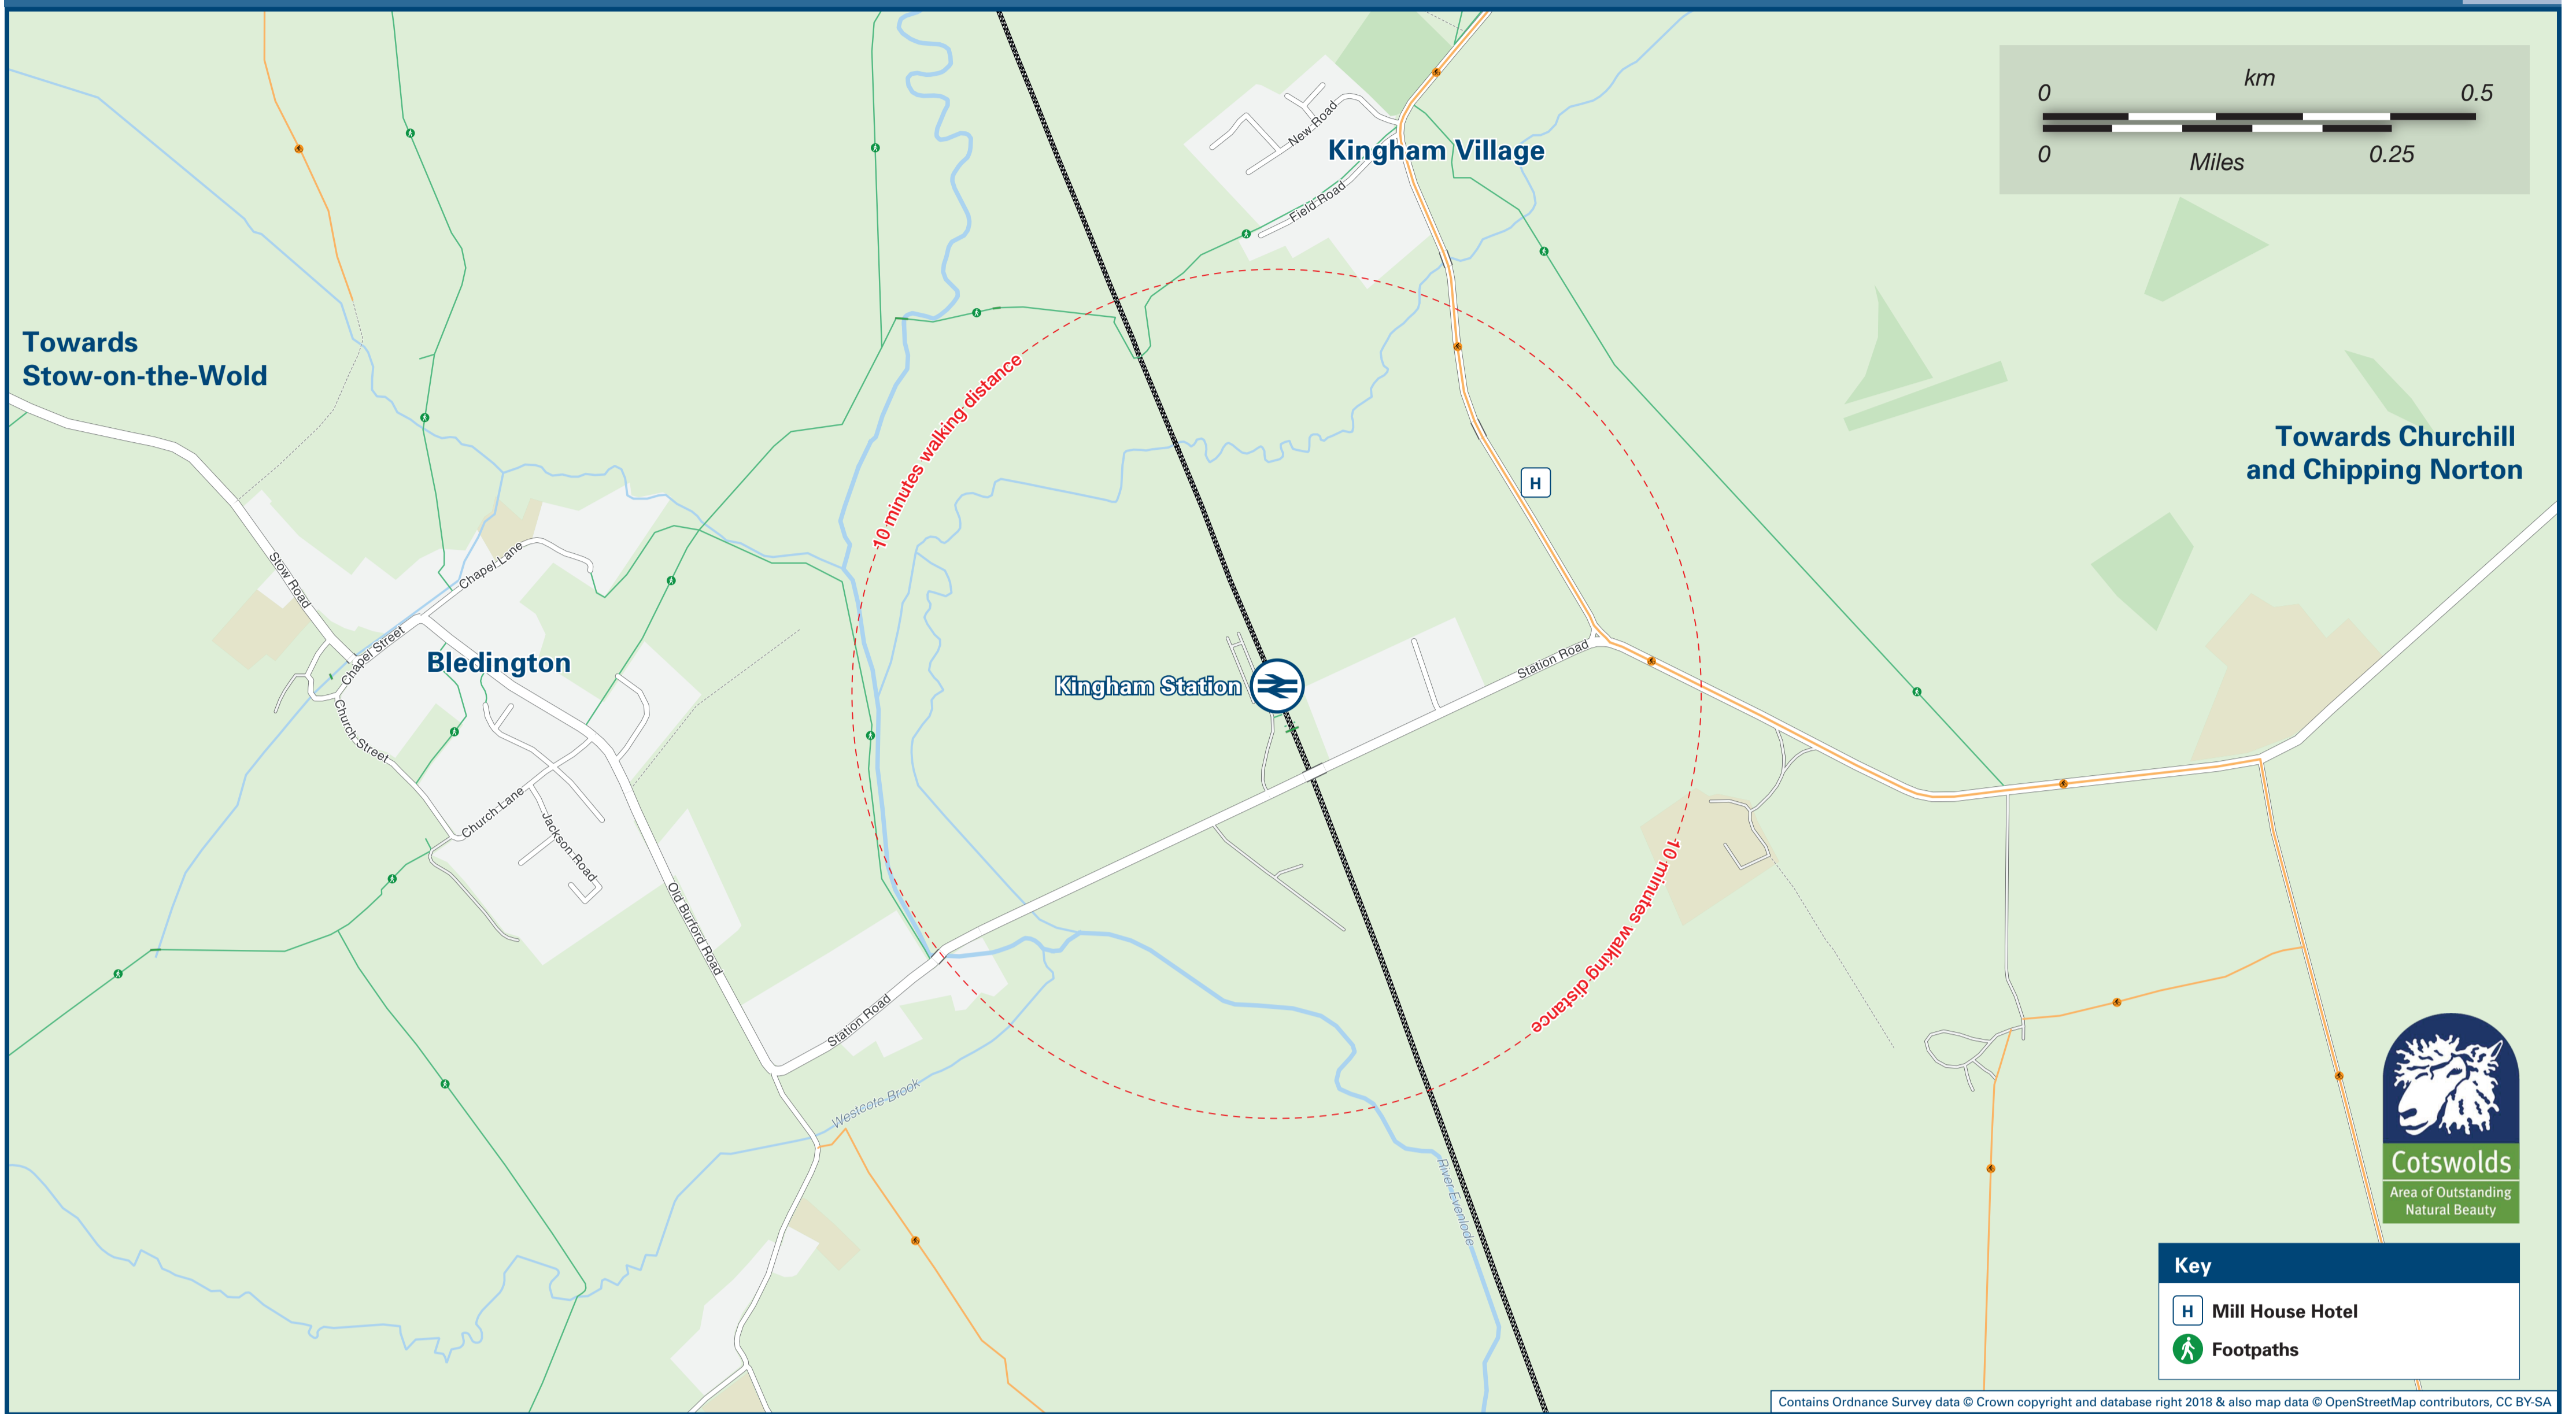 km
0
0.5
0
Miles
0.25
New Road
Kingham Village
Field Road
Towards
Stow-on-the-Wold
10 minutes walking distance
Towards Churchill
and Chipping Norton
H
Stow Road
Chapel Lane
Chapel Street
Bledington
Kingham Station
Station Road
Church Street
Church Lane
Jackson Road
Old Burford Road
10 minutes walking distance
Station Road
Westcote Brook
River Evenlode
Cotswolds
Area of Outstanding
Natural Beauty
Key
H Mill House Hotel
Footpaths
Contains Ordnance Survey data © Crown copyright and database right 2018 & also map data © OpenStreetMap contributors, CC BY-SA